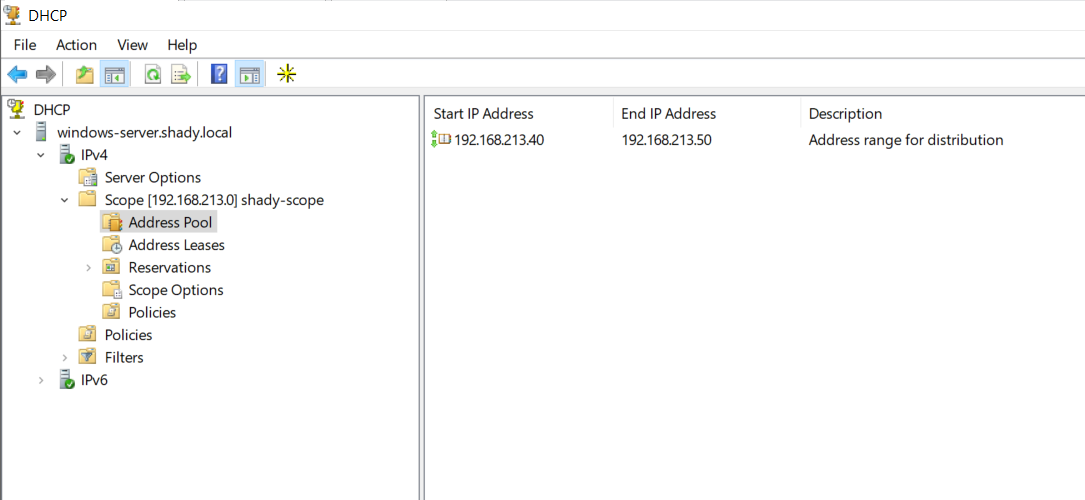 DHCP
File Action View Help
DHCP
windows-server.shady.local
IPv4
Server Options
Scope [192.168.213.0] shady-scope
Address Pool
Address Leases
Reservations
Scope Options
Policies
Policies
Filters
IPv6
Start IP Address End IP Address Description
192.168.213.40 192.168.213.50 Address range for distribution